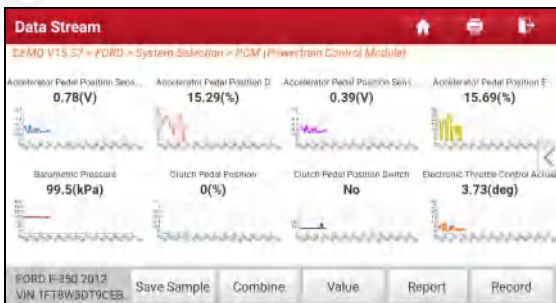 Data Stream
DEMO V15.37 > FORD > System Selection > PCM (Powertrain Control Module)
Accelerator Pedal Position Sens... Accelerator Pedal Position D Accelerator Pedal Position Sens... Accelerator Pedal Position E
0.78(V) 15.29(%) 0.39(V) 15.69(%)
Barometric Pressure Clutch Pedal Position Clutch Pedal Position Switch Electronic Throttle Control Actua
99.5(kPa) 0(%) No 3.73(deg)
FORD F-350 2012
VIN 1FT8W3DT9CEB
Save Sample Combine Value Report Record